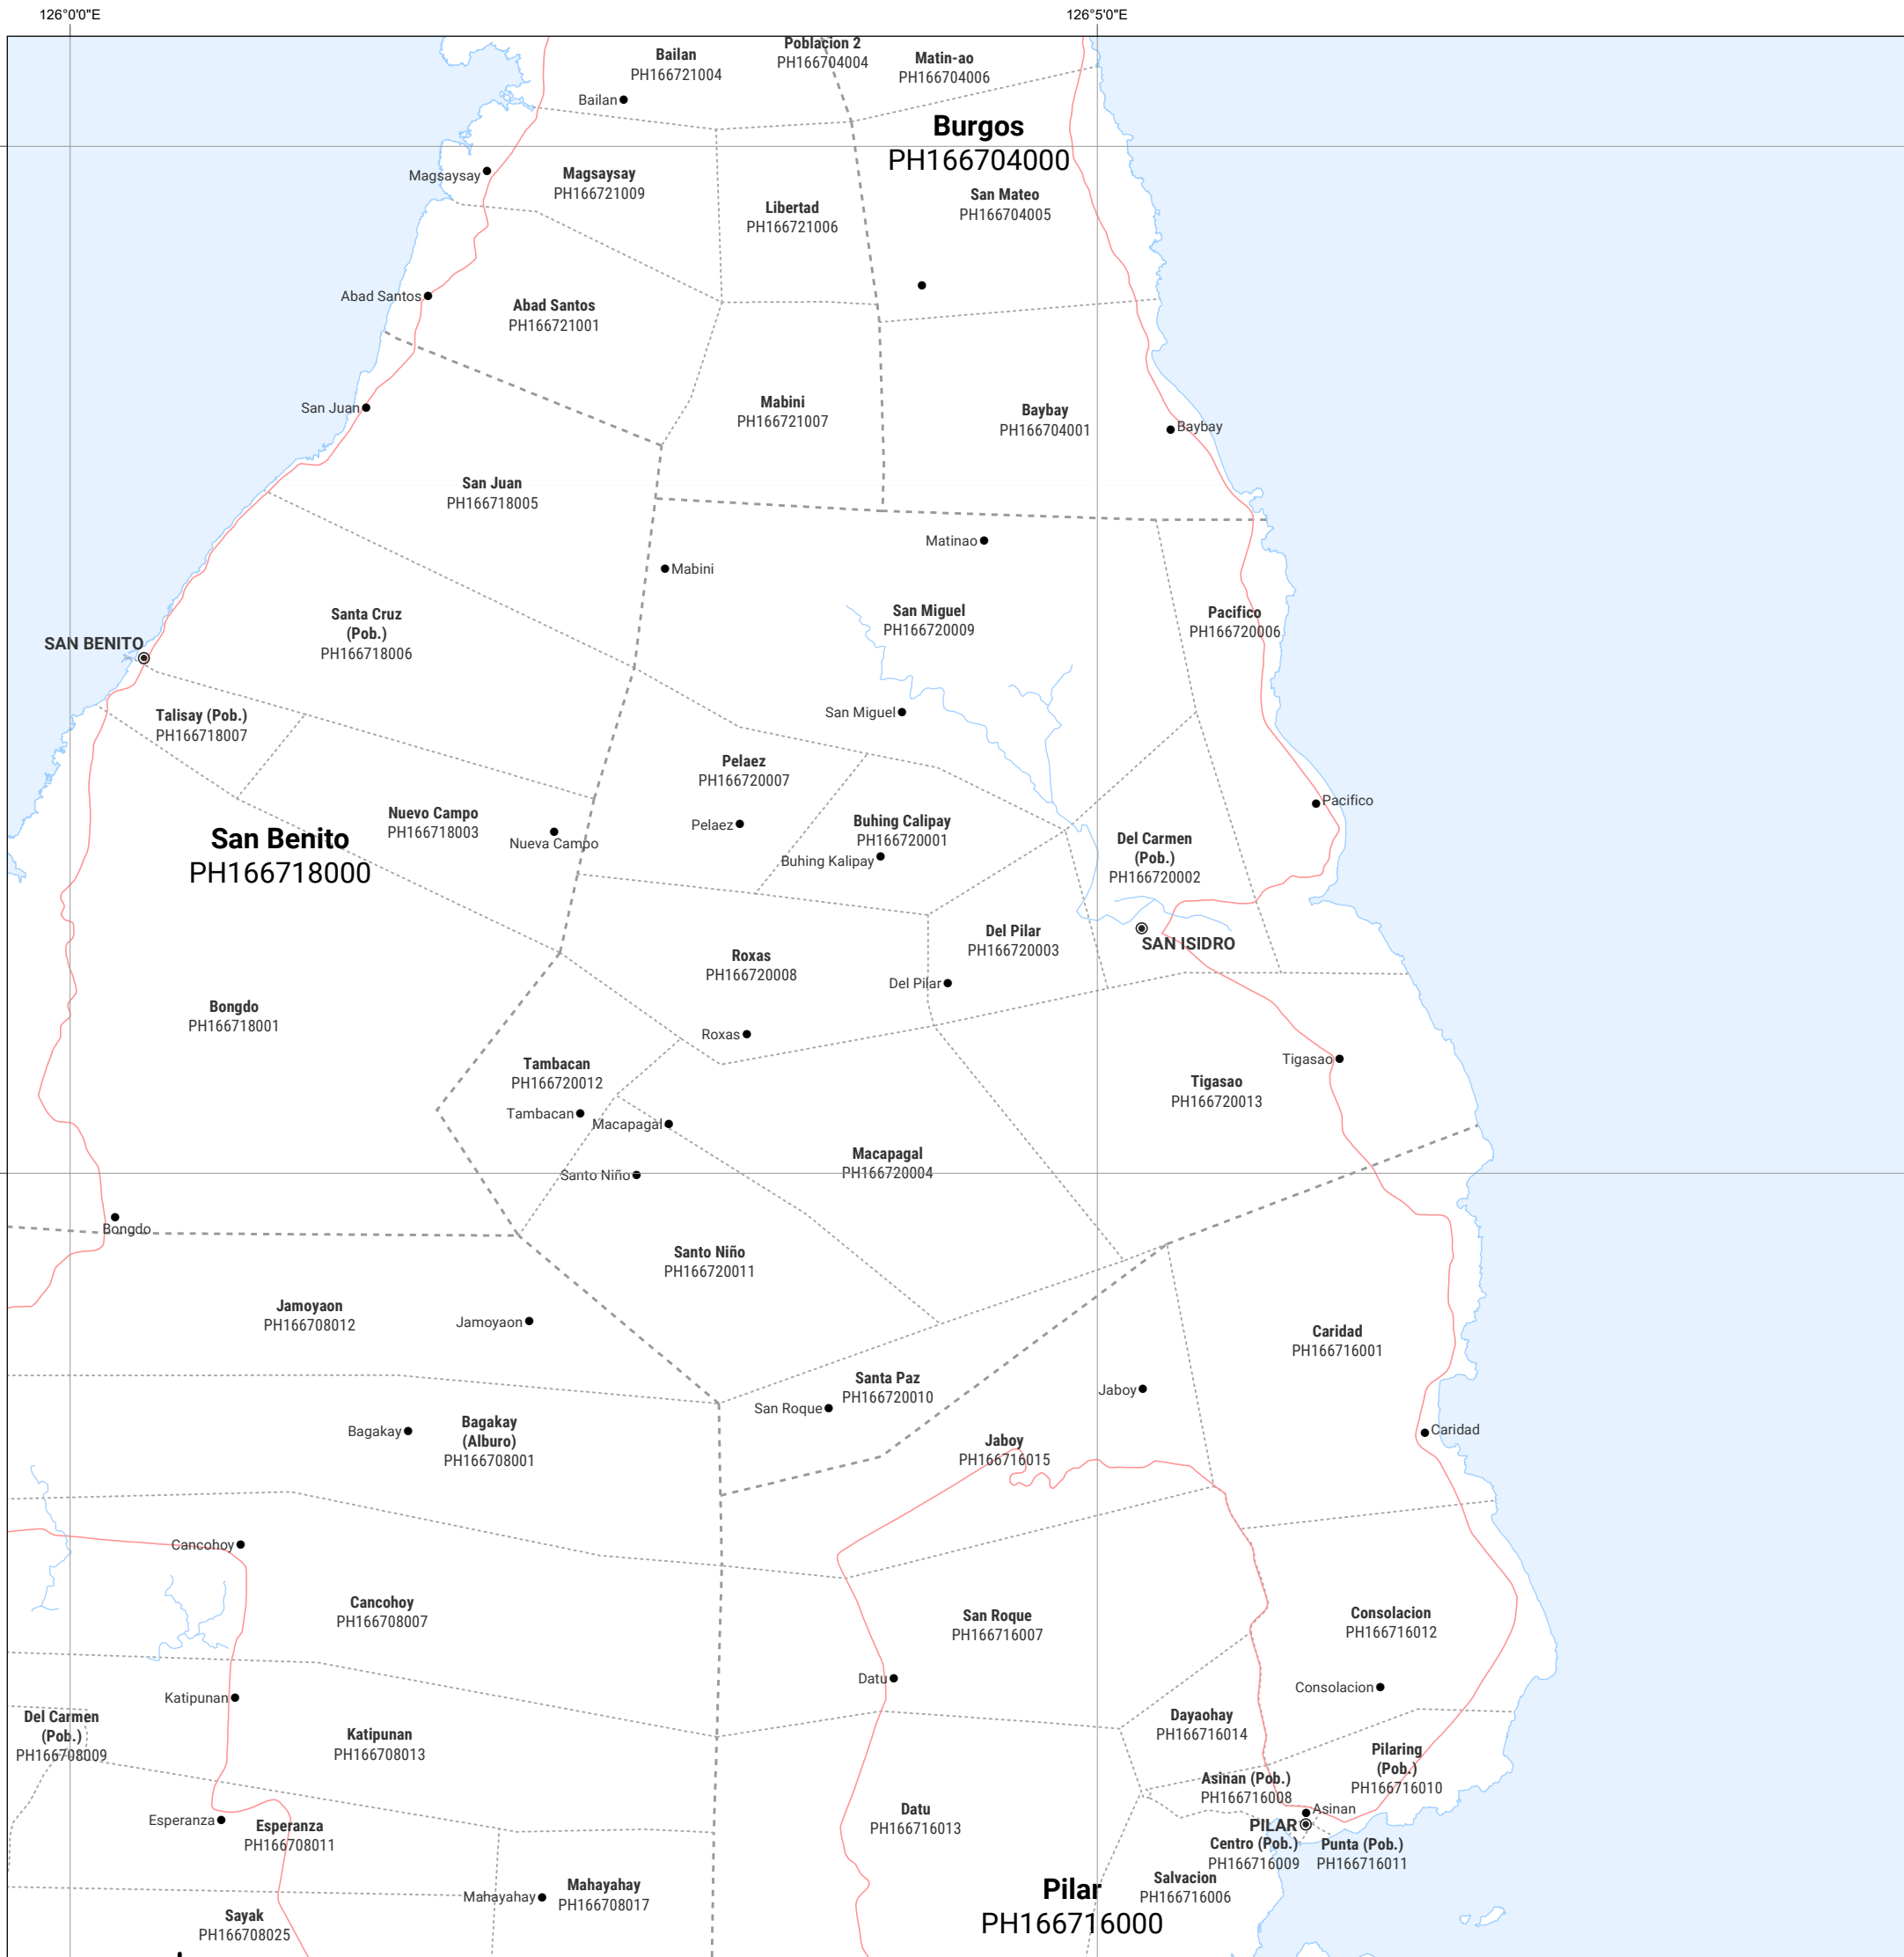 126°0'0"E
126°5'0"E
Bailan
PH166721004
Poblacion 2
PH166704004
Matin-ao
PH166704006
Bailan
Burgos
PH166704000
Magsaysay
Magsaysay
PH166721009
Libertad
PH166721006
San Mateo
PH166704005
Abad Santos
Abad Santos
PH166721001
San Juan
Mabini
PH166721007
Baybay
PH166704001
Baybay
San Juan
PH166718005
Matinao
Mabini
Santa Cruz
(Pob.)
PH166718006
San Miguel
PH166720009
Pacifico
PH166720006
SAN BENITO
Talisay (Pob.)
PH166718007
San Miguel
Pelaez
PH166720007
Pacifico
Nuevo Campo
PH166718003
Nueva Campo
Pelaez
Buhing Calipay
PH166720001
Buhing Kalipay
San Benito
PH166718000
Del Carmen
(Pob.)
PH166720002
Del Pilar
PH166720003
SAN ISIDRO
Roxas
PH166720008
Del Pilar
Bongdo
PH166718001
Roxas
Tambacan
PH166720012
Tigasao
Tigasao
PH166720013
Tambacan
Macapagal
Macapagal
PH166720004
Santo Niño
Bongdo
Santo Niño
PH166720011
Jamoyaon
PH166708012
Jamoyaon
Caridad
PH166716001
Santa Paz
PH166720010
Jaboy
San Roque
Bagakay
Bagakay
(Alburo)
PH166708001
Jaboy
PH166716015
Caridad
Cancohoy
Cancohoy
PH166708007
San Roque
PH166716007
Consolacion
PH166716012
Datu
Consolacion
Katipunan
Del Carmen
(Pob.)
PH166708009
Katipunan
PH166708013
Dayaohay
PH166716014
Pilaring
(Pob.)
PH166716010
Asinan (Pob.)
PH166716008
Asinan
Esperanza
Esperanza
PH166708011
Datu
PH166716013
PILAR
Centro (Pob.)
PH166716009
Punta (Pob.)
PH166716011
Mahayahay
Mahayahay
PH166708017
Salvacion
PH166716006
Pilar
PH166716000
Sayak
PH166708025